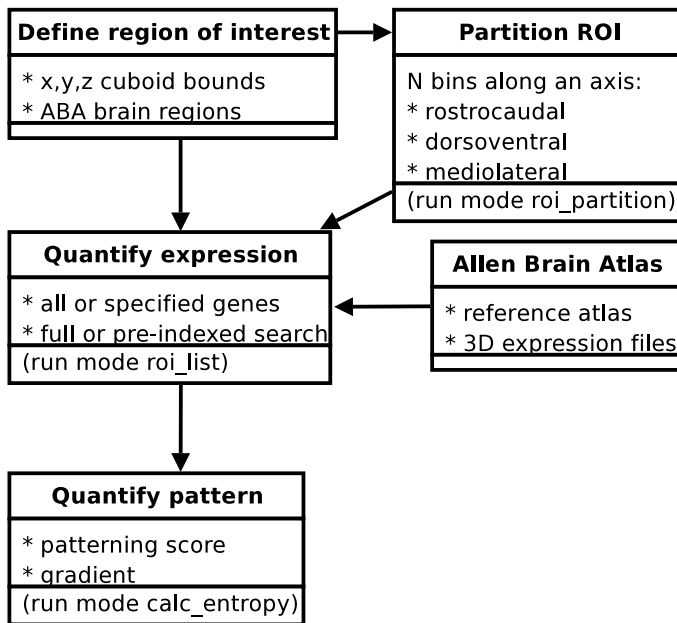 Define region of interest
* x,y,z cuboid bounds
* ABA brain regions
Partition ROI
N bins along an axis:
* rostrocaudal
* dorsoventral
* mediolateral
(run mode roi_partition)
Quantify expression
* all or specified genes
* full or pre-indexed search
(run mode roi_list)
Allen Brain Atlas
* reference atlas
* 3D expression files
Quantify pattern
* patterning score
* gradient
(run mode calc_entropy)